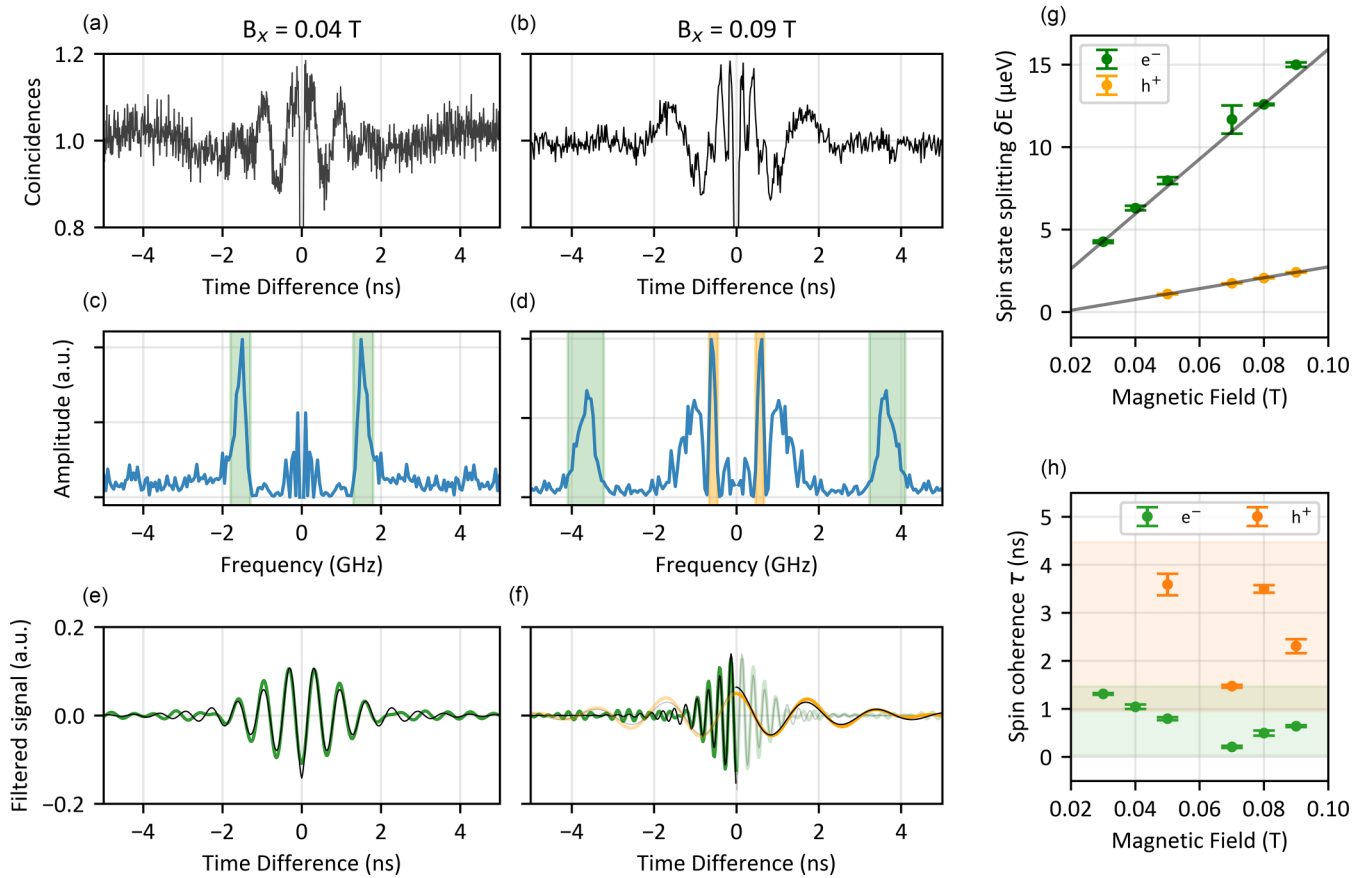 (a)
Bx = 0.04 T
Coincidences
1.2
1.0
0.8
−4
−2
0
2
4
Time Difference (ns)
(b)
Bx = 0.09 T
−4
−2
0
2
4
Time Difference (ns)
(c)
Amplitude (a.u.)
−4
−2
0
2
4
Frequency (GHz)
(d)
−4
−2
0
2
4
Frequency (GHz)
(e)
Filtered signal (a.u.)
0.2
0.0
−0.2
−4
−2
0
2
4
Time Difference (ns)
(f)
−4
−2
0
2
4
Time Difference (ns)
(g)
Spin state splitting δE (μeV)
15
10
5
0
e⁻
h⁺
0.02
0.04
0.06
0.08
0.10
Magnetic Field (T)
(h)
Spin coherence τ (ns)
5
4
3
2
1
0
e⁻
h⁺
0.02
0.04
0.06
0.08
0.10
Magnetic Field (T)